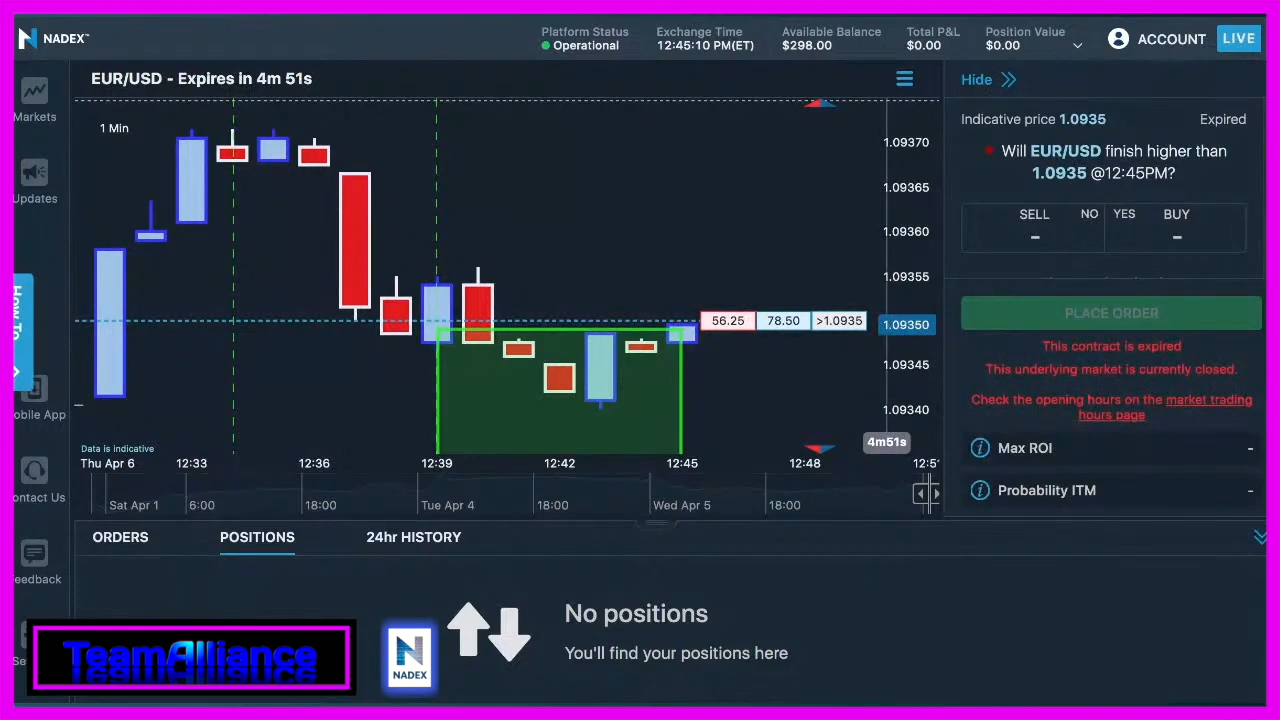 NADEX™
Platform Status
Operational
Exchange Time
12:45:10 PM(ET)
Available Balance
$298.00
Total P&L
$0.00
Position Value
$0.00
ACCOUNT
LIVE
Markets
Updates
How To
obile App
ontact Us
eedback
EUR/USD - Expires in 4m 51s
1 Min
1.09370
1.09365
1.09360
1.09355
1.09350
1.09345
1.09340
56.25 78.50 >1.0935
4m51s
Data is indicative
Thu Apr 6 12:33 12:36 12:39 12:42 12:45 12:48
Sat Apr 1 6:00 18:00 Tue Apr 4 18:00 Wed Apr 5 18:00
Hide
Indicative price 1.0935 Expired
Will EUR/USD finish higher than
1.0935 @12:45PM?
SELL NO YES BUY
– –
PLACE ORDER
This contract is expired
This underlying market is currently closed.
Check the opening hours on the market trading
hours page
Max ROI -
Probability ITM -
ORDERS POSITIONS 24hr HISTORY
No positions
You'll find your positions here
TeamAlliance
NADEX